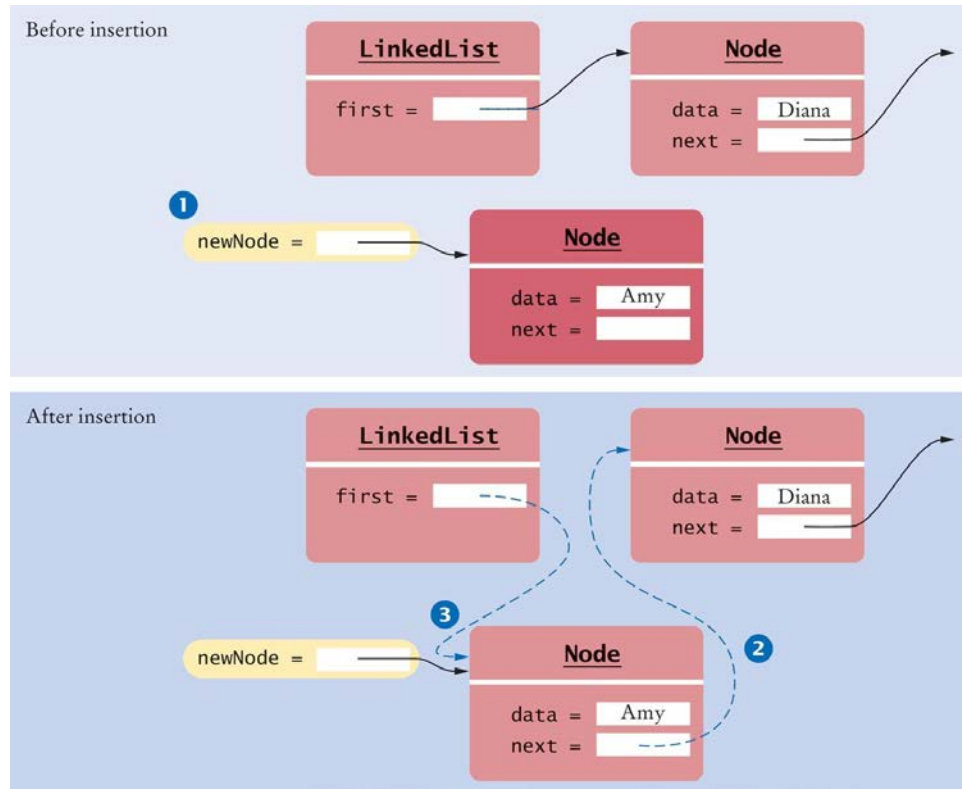 Before insertion
LinkedList
first =
Node
data = Diana
next =
1
newNode =
Node
data = Amy
next =
After insertion
LinkedList
first =
Node
data = Diana
next =
3
2
newNode =
Node
data = Amy
next =